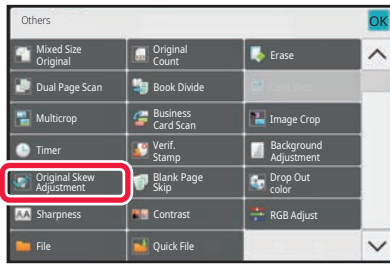 Others
OK
Mixed Size
Original
Original
Count
Erase
Dual Page Scan
Book Divide
Card Shot
Multicrop
Business
Card Scan
Image Crop
Timer
Verif.
Stamp
Background
Adjustment
Original Skew
Adjustment
Blank Page
Skip
Drop Out
color
Sharpness
Contrast
RGB Adjust
File
Quick File